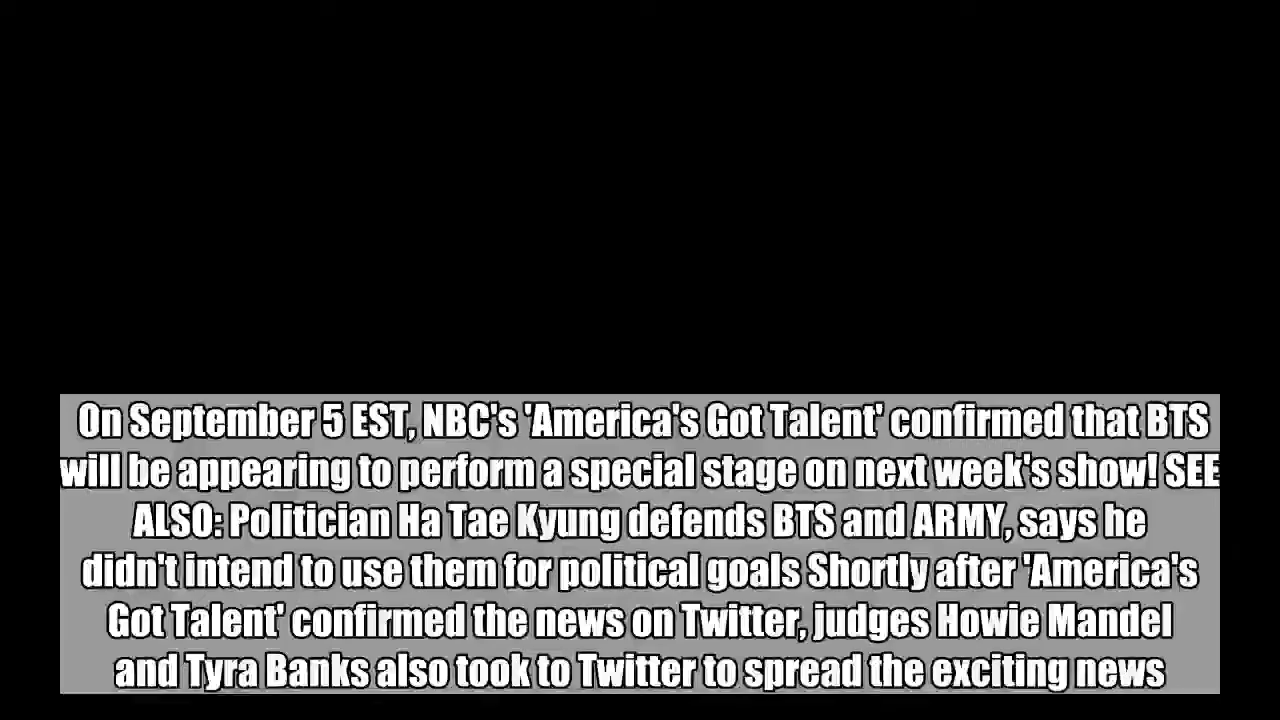 On September 5 EST, NBC's 'America's Got Talent' confirmed that BTS
will be appearing to perform a special stage on next week's show! SEE
ALSO: Politician Ha Tae Kyung defends BTS and ARMY, says he
didn't intend to use them for political goals Shortly after 'America's
Got Talent' confirmed the news on Twitter, judges Howie Mandel
and Tyra Banks also took to Twitter to spread the exciting news